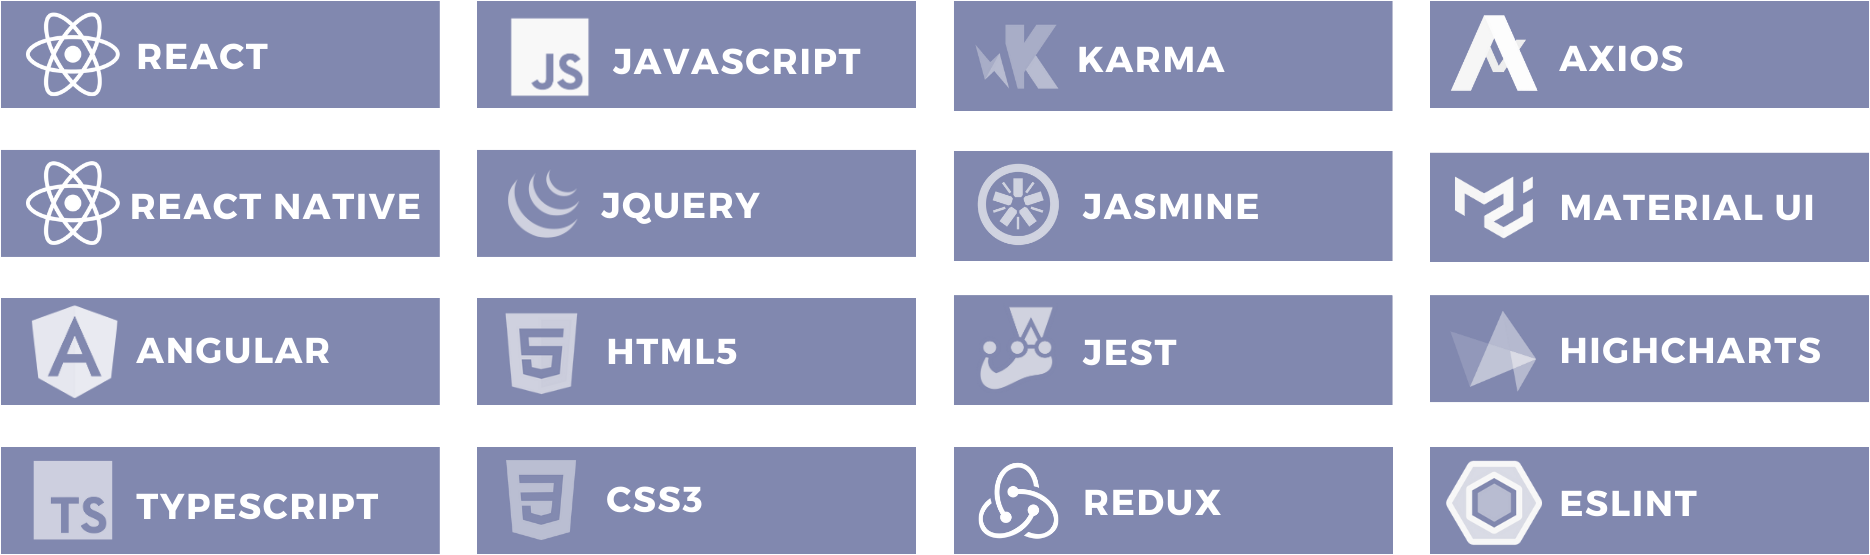 REACT
JS JAVASCRIPT
KARMA
AXIOS
REACT NATIVE
JQUERY
JASMINE
MATERIAL UI
ANGULAR
HTML5
JEST
HIGHCHARTS
TS TYPESCRIPT
CSS3
REDUX
ESLINT